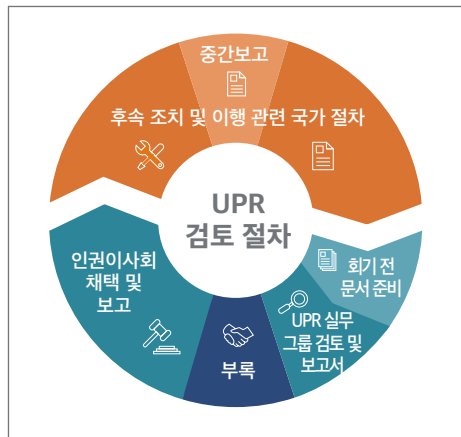 중간보고
후속 조치 및 이행 관련 국가 절차
UPR
검토 절차
회기 전
문서 준비
UPR 실무
그룹 검토 및
보고서
부록
인권이사회
채택 및
보고